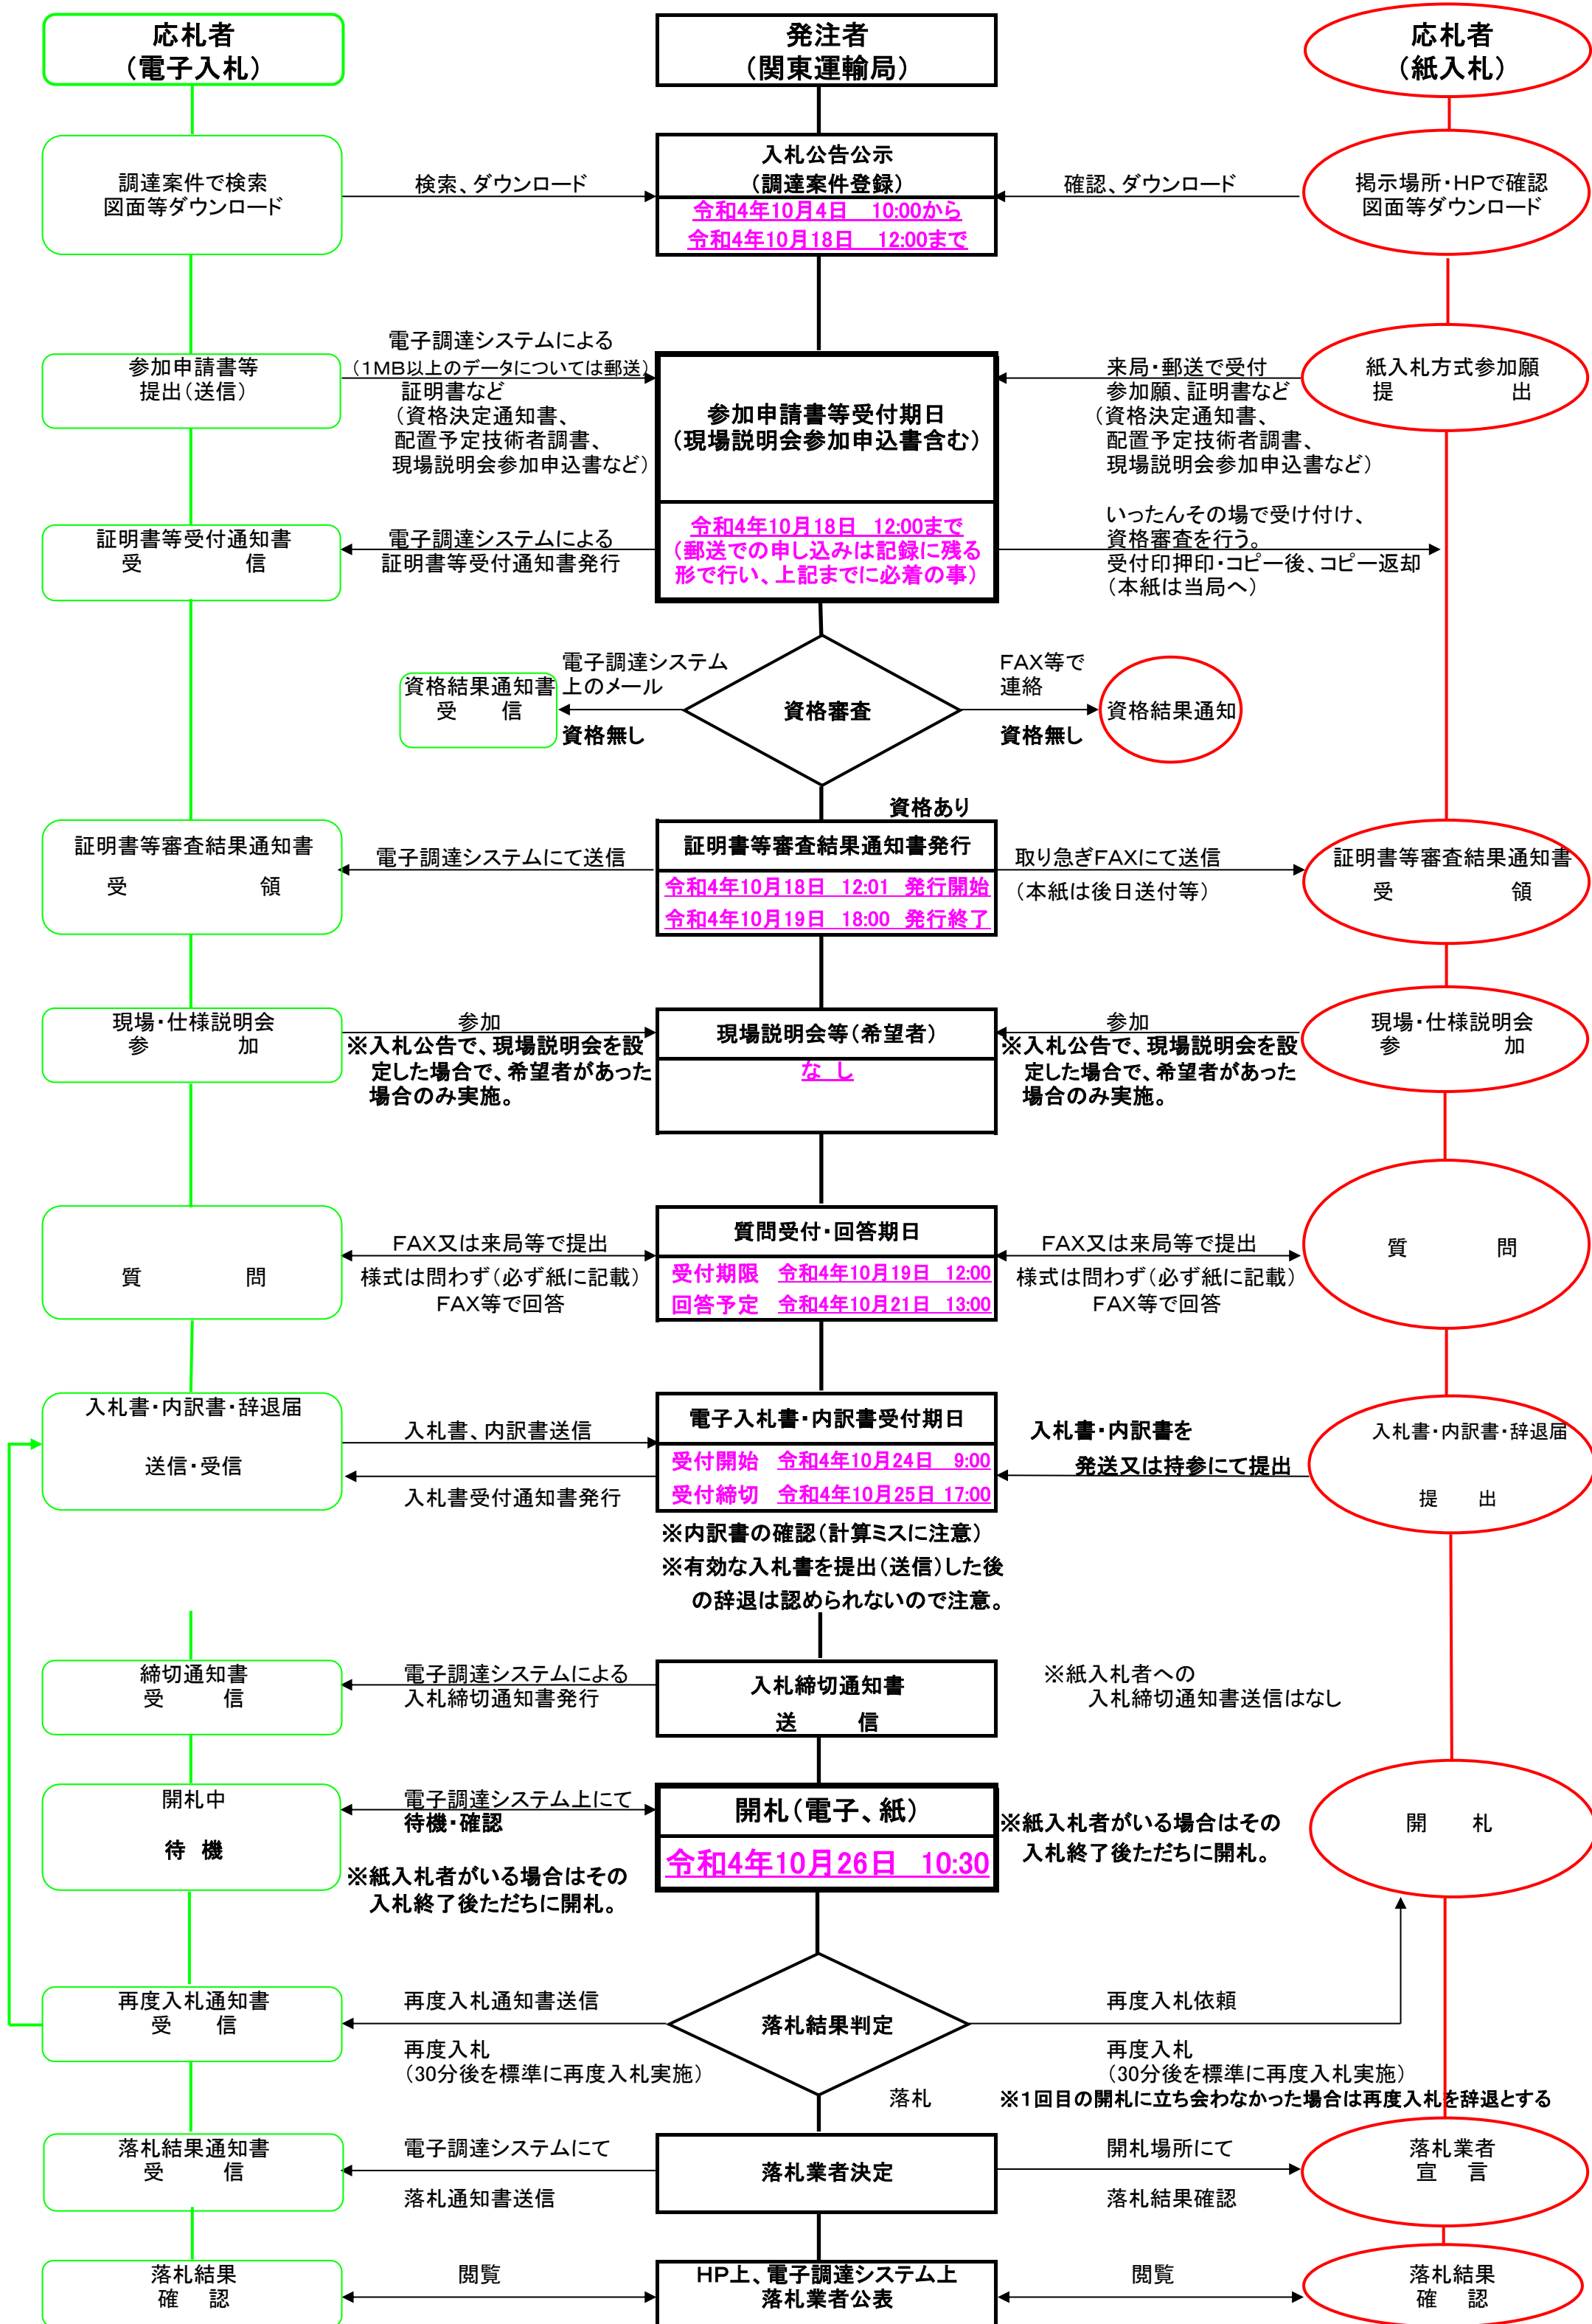 応札者
（電子入札）
発注者
（関東運輸局）
応札者
（紙入札）
調達案件で検索
図面等ダウンロード
検索、ダウンロード
入札公告公示
（調達案件登録）
令和4年10月4日　10:00から
令和4年10月18日　12:00まで
確認、ダウンロード
掲示場所・HPで確認
図面等ダウンロード
参加申請書等
提出（送信）
電子調達システムによる
（1MB以上のデータについては郵送）
証明書など
（資格決定通知書、
配置予定技術者調書、
現場説明会参加申込書など）
参加申請書等受付期日
（現場説明会参加申込書含む）
来局・郵送で受付
参加願、証明書など
（資格決定通知書、
配置予定技術者調書、
現場説明会参加申込書など）
紙入札方式参加願
提　　　　　出
証明書等受付通知書
受　　　　　信
電子調達システムによる
証明書等受付通知書発行
令和4年10月18日　12:00まで
（郵送での申し込みは記録に残る
形で行い、上記までに必着の事）
いったんその場で受け付け、
資格審査を行う。
受付印押印・コピー後、コピー返却
（本紙は当局へ）
資格結果通知書
受　　信
電子調達システム
上のメール
資格無し
資格審査
FAX等で
連絡
資格無し
資格結果通知
資格あり
証明書等審査結果通知書
受　　　　　　領
電子調達システムにて送信
証明書等審査結果通知書発行
令和4年10月18日　12:01　発行開始
令和4年10月19日　18:00　発行終了
取り急ぎFAXにて送信
（本紙は後日送付等）
証明書等審査結果通知書
受　　　　　領
現場・仕様説明会
参　　　　加
参加
※入札公告で、現場説明会を設
定した場合で、希望者があった
場合のみ実施。
現場説明会等（希望者）
な　し
参加
※入札公告で、現場説明会を設
定した場合で、希望者があった
場合のみ実施。
現場・仕様説明会
参　　　　　加
質　　　　　問
FAX又は来局等で提出
様式は問わず（必ず紙に記載）
FAX等で回答
質問受付・回答期日
受付期限　令和4年10月19日　12:00
回答予定　令和4年10月21日　13:00
FAX又は来局等で提出
様式は問わず（必ず紙に記載）
FAX等で回答
質　　　　問
入札書・内訳書・辞退届
送信・受信
入札書、内訳書送信
入札書受付通知書発行
電子入札書・内訳書受付期日
受付開始　令和4年10月24日　9:00
受付締切　令和4年10月25日 17:00
※内訳書の確認（計算ミスに注意）
※有効な入札書を提出（送信）した後
の辞退は認められないので注意。
入札書・内訳書を
発送又は持参にて提出
入札書・内訳書・辞退届
提　　出
締切通知書
受　　　信
電子調達システムによる
入札締切通知書発行
入札締切通知書
送　　　信
※紙入札者への
入札締切通知書送信はなし
開札中
待　機
電子調達システム上にて
待機・確認
※紙入札者がいる場合はその
入札終了後ただちに開札。
開札（電子、紙）
令和4年10月26日　10:30
※紙入札者がいる場合はその
入札終了後ただちに開札。
開　　札
再度入札通知書
受　　信
再度入札通知書送信
再度入札
（30分後を標準に再度入札実施）
落札結果判定
再度入札依頼
再度入札
（30分後を標準に再度入札実施）
落札
※１回目の開札に立ち会わなかった場合は再度入札を辞退とする
落札結果通知書
受　　　信
電子調達システムにて
落札通知書送信
落札業者決定
開札場所にて
落札結果確認
落札業者
宣　言
落札結果
確　認
閲覧
HP上、電子調達システム上
落札業者公表
閲覧
落札結果
確　認